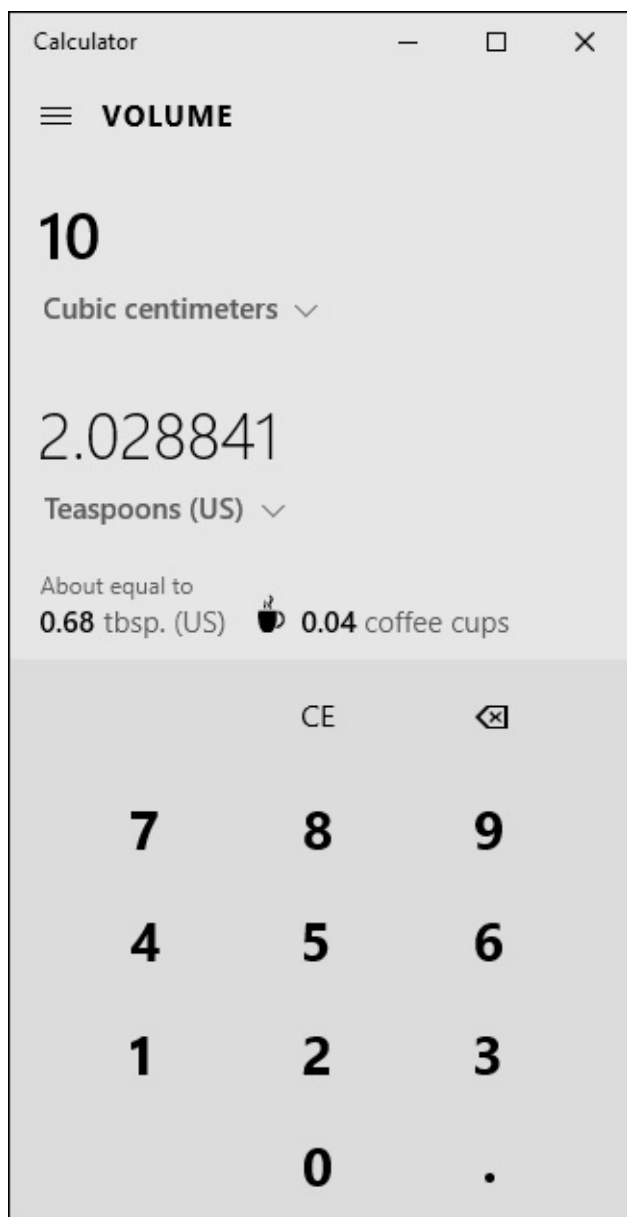 Calculator
VOLUME
10
Cubic centimeters
2.028841
Teaspoons (US)
About equal to
0.68 tbsp. (US) 0.04 coffee cups
CE
7 8 9
4 5 6
1 2 3
0 .